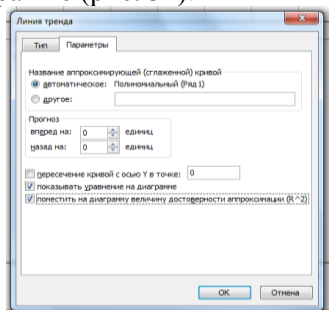 Линия тренда
Тип Параметры
Название аппроксимирующей (сглаженной) кривой
автоматическое: Полиномиальный (Ряд 1)
другое:
Прогноз
вперед на: 0 единиц
назад на: 0 единиц
пересечение кривой с осью Y в точке: 0
показывать уравнение на диаграмме
поместить на диаграмму величину достоверности аппроксимации (R^2)
OK Отмена